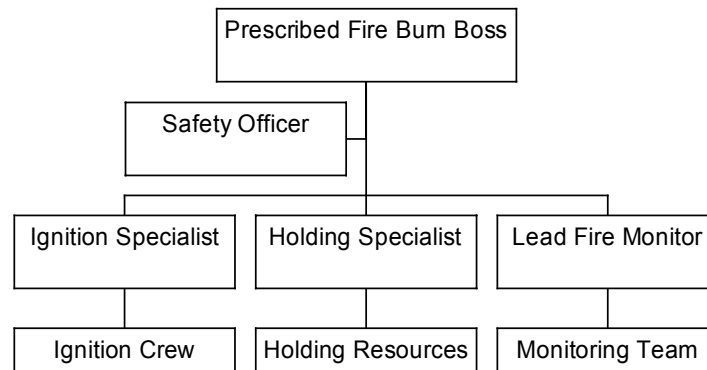 Prescribed Fire Burn Boss
Safety Officer
Ignition Specialist
Holding Specialist
Lead Fire Monitor
Ignition Crew
Holding Resources
Monitoring Team